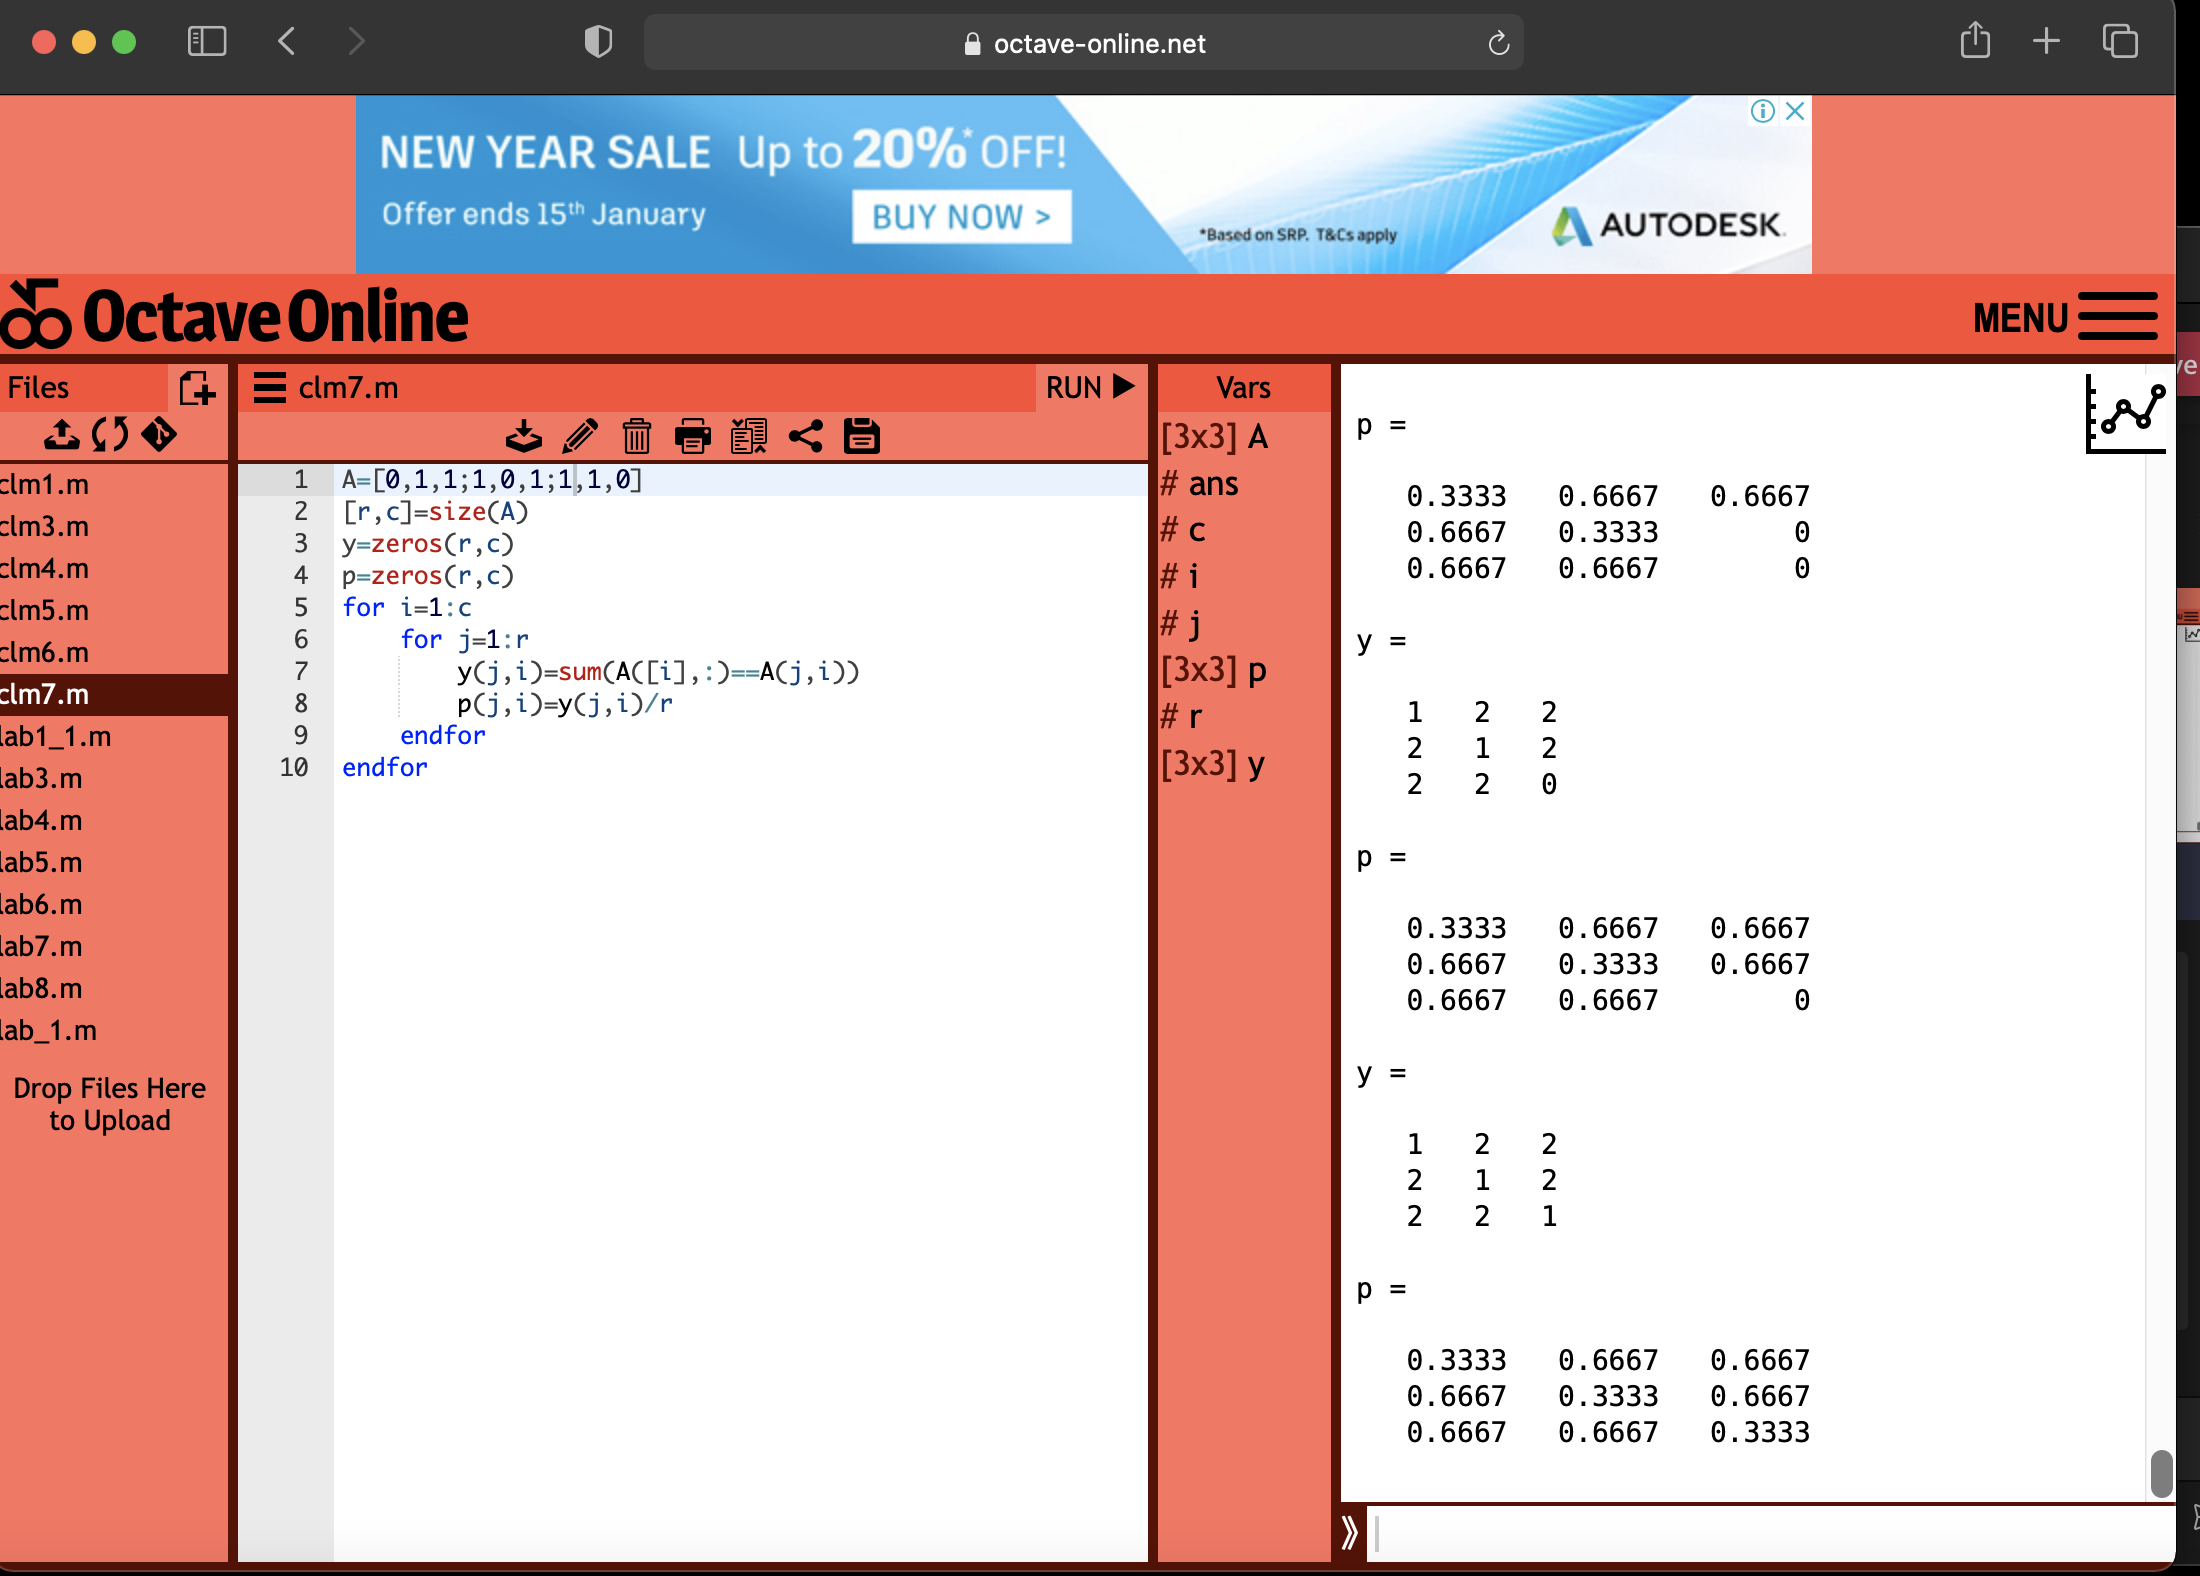 octave-online.net
NEW YEAR SALE Up to 20%* OFF!
Offer ends 15th January
BUY NOW >
*Based on SRP. T&Cs apply
AUTODESK.
Octave Online
MENU
Files
clm1.m
clm3.m
clm4.m
clm5.m
clm6.m
clm7.m
lab1_1.m
lab3.m
lab4.m
lab5.m
lab6.m
lab7.m
lab8.m
lab_1.m
Drop Files Here
to Upload
clm7.m
RUN
1 A=[0,1,1;1,0,1;1,1,0]
2 [r,c]=size(A)
3 y=zeros(r,c)
4 p=zeros(r,c)
5 for i=1:c
6 for j=1:r
7 y(j,i)=sum(A([i],:)==A(j,i))
8 p(j,i)=y(j,i)/r
9 endfor
10 endfor
Vars
[3x3] A
# ans
# c
# i
# j
[3x3] p
# r
[3x3] y
p =
0.3333 0.6667 0.6667
0.6667 0.3333 0
0.6667 0.6667 0
y =
1 2 2
2 1 2
2 2 0
p =
0.3333 0.6667 0.6667
0.6667 0.3333 0.6667
0.6667 0.6667 0
y =
1 2 2
2 1 2
2 2 1
p =
0.3333 0.6667 0.6667
0.6667 0.3333 0.6667
0.6667 0.6667 0.3333